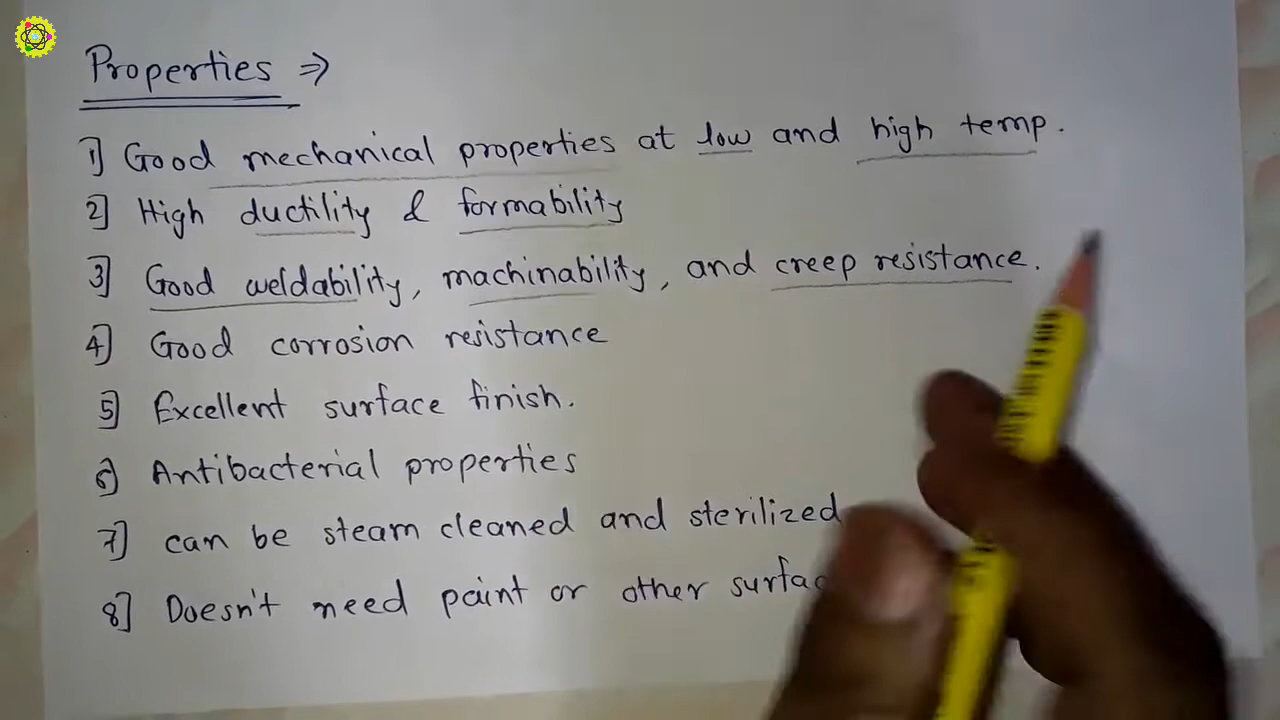 Properties ⇒
1] Good mechanical properties at low and high temp.
2] High ductility & formability
3] Good weldability, machinability, and creep resistance.
4] Good corrosion resistance
5] Excellent surface finish.
6] Antibacterial properties
7] can be steam cleaned and sterilized
8] Doesn't need paint or other